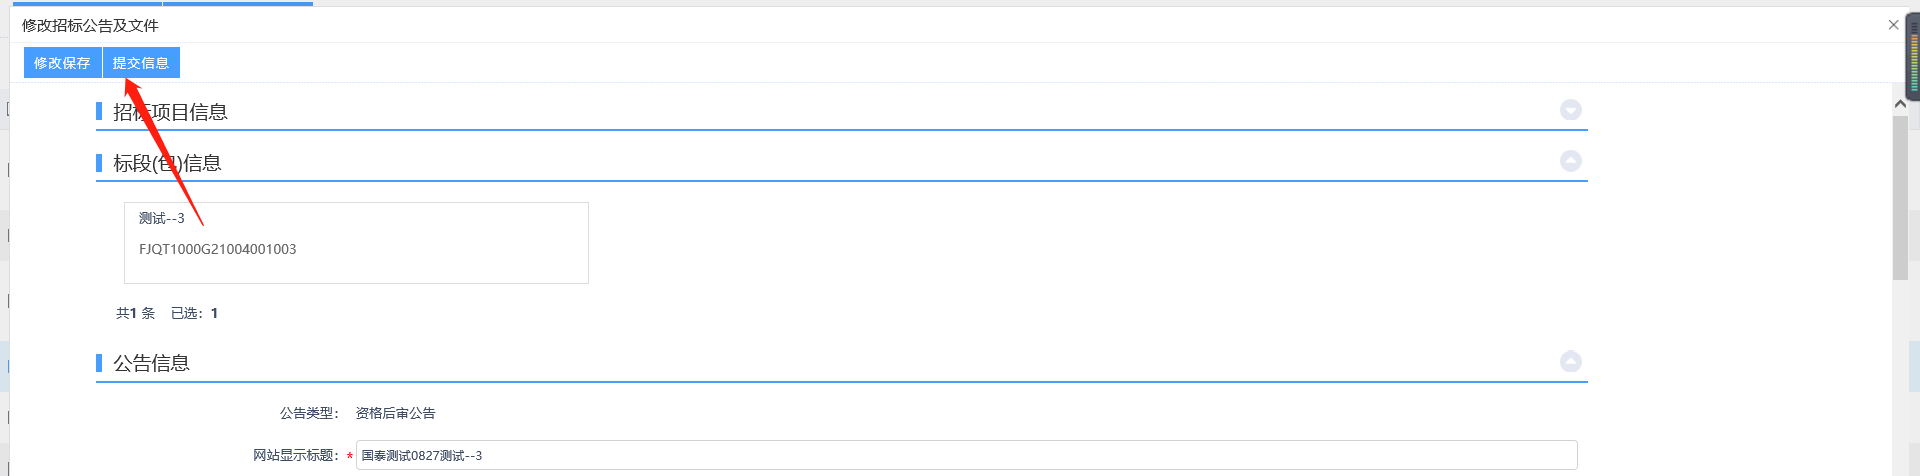 修改招标公告及文件
修改保存 提交信息
招标项目信息
标段(包)信息
测试--3
FJQT1000G21004001003
共1 条 已选：1
公告信息
公告类型： 资格后审公告
网站显示标题：* 国泰测试0827测试--3